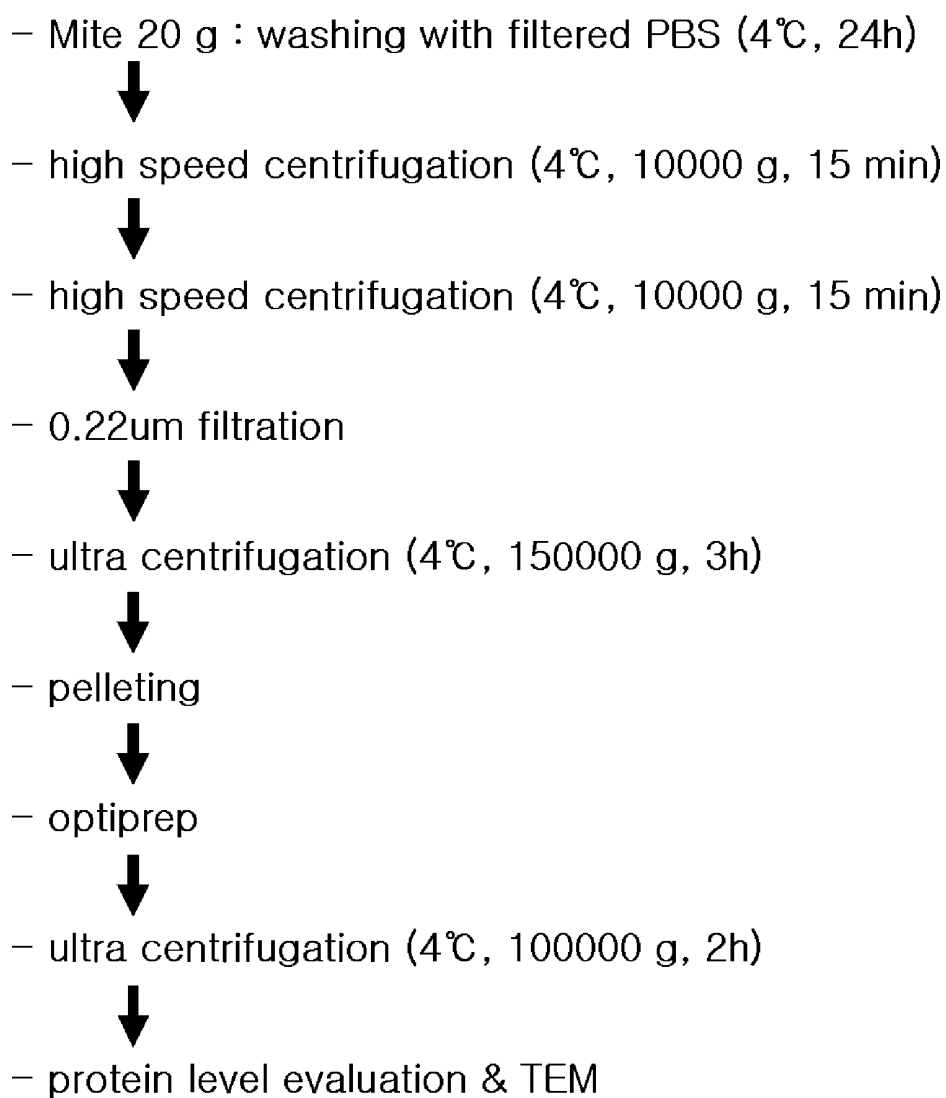 – Mite 20 g : washing with filtered PBS (4℃, 24h)
– high speed centrifugation (4℃, 10000 g, 15 min)
– high speed centrifugation (4℃, 10000 g, 15 min)
– 0.22um filtration
– ultra centrifugation (4℃, 150000 g, 3h)
– pelleting
– optiprep
– ultra centrifugation (4℃, 100000 g, 2h)
– protein level evaluation & TEM